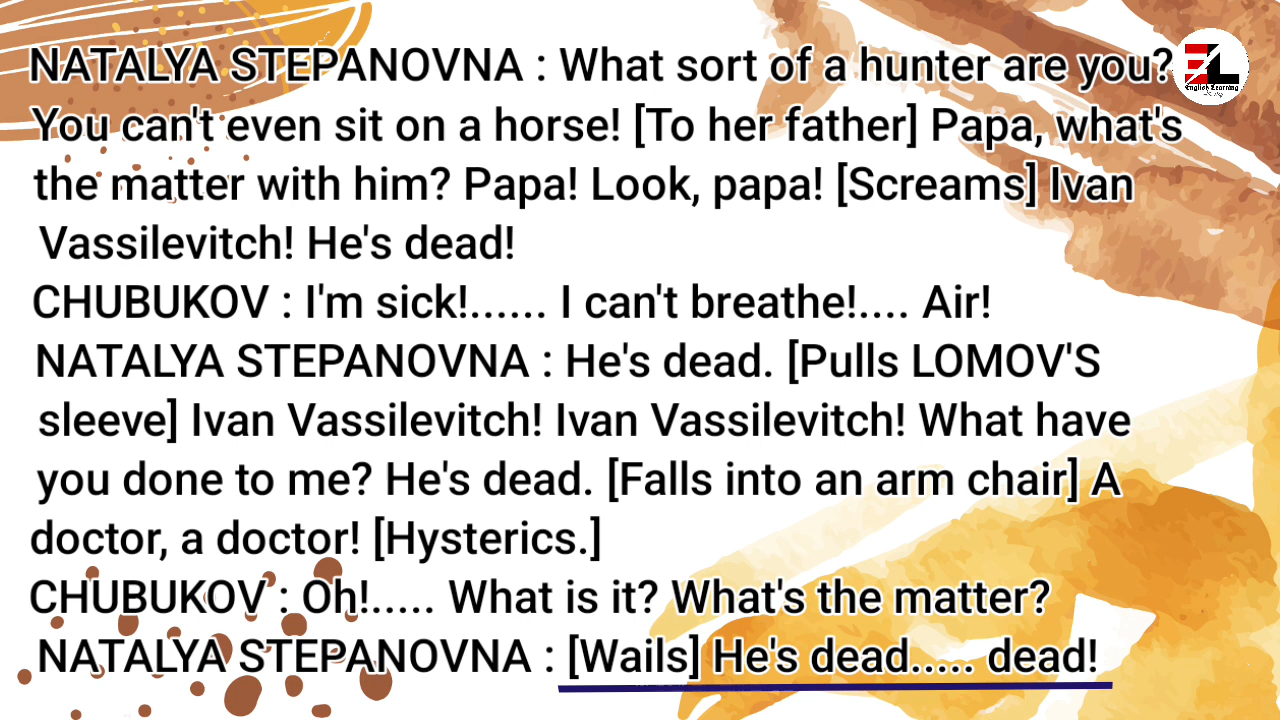 NATALYA STEPANOVNA : What sort of a hunter are you?
You can't even sit on a horse! [To her father] Papa, what's
the matter with him? Papa! Look, papa! [Screams] Ivan
Vassilevitch! He's dead!
CHUBUKOV : I'm sick!...... I can't breathe!.... Air!
NATALYA STEPANOVNA : He's dead. [Pulls LOMOV'S
sleeve] Ivan Vassilevitch! Ivan Vassilevitch! What have
you done to me? He's dead. [Falls into an arm chair] A
doctor, a doctor! [Hysterics.]
CHUBUKOV : Oh!..... What is it? What's the matter?
NATALYA STEPANOVNA : [Wails] He's dead..... dead!
EL
English Learning